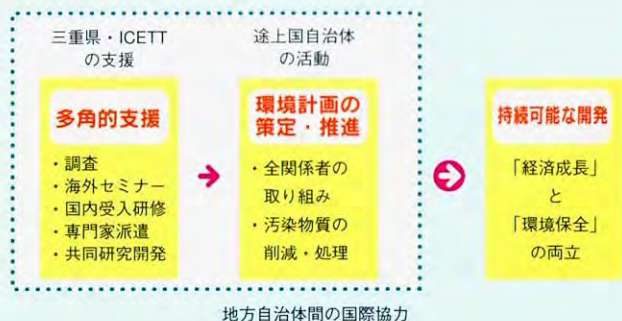 三重県・ICETT
の支援
多角的支援
・調査
・海外セミナー
・国内受入研修
・専門家派遣
・共同研究開発
途上国自治体
の活動
環境計画の
策定・推進
・全関係者の
取り組み
・汚染物質の
削減・処理
持続可能な開発
「経済成長」
と
「環境保全」
の両立
地方自治体間の国際協力